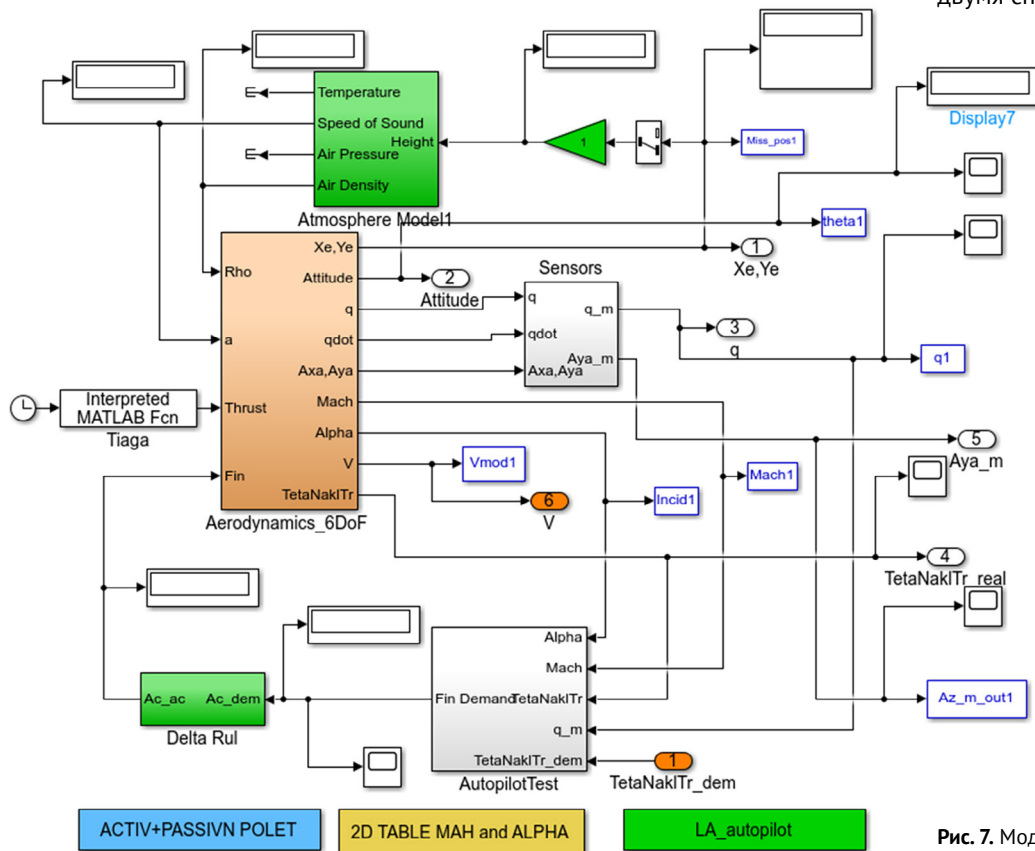 двумя сп
Display7
Temperature
Speed of Sound
Height
Air Pressure
Air Density
Atmosphere Model1
1
Miss_pos1
theta1
Rho
a
Thrust
Fin
Xe,Ye
Attitude
q
qdot
Axa,Aya
Mach
Alpha
V
TetaNaklTr
Aerodynamics_6DoF
Interpreted
MATLAB Fcn
Tiaga
1
Xe,Ye
2
Attitude
Sensors
q
qdot
Axa,Aya
q_m
Aya_m
3
q
q1
5
Aya_m
Vmod1
6
V
Incid1
Mach1
4
TetaNaklTr_real
Az_m_out1
Ac_ac
Ac_dem
Delta Rul
Fin Demand
Alpha
Mach
TetaNaklTr
q_m
TetaNaklTr_dem
AutopilotTest
1
TetaNaklTr_dem
ACTIV+PASSIVN POLET
2D TABLE MAH and ALPHA
LA_autopilot
Рис. 7. Мод